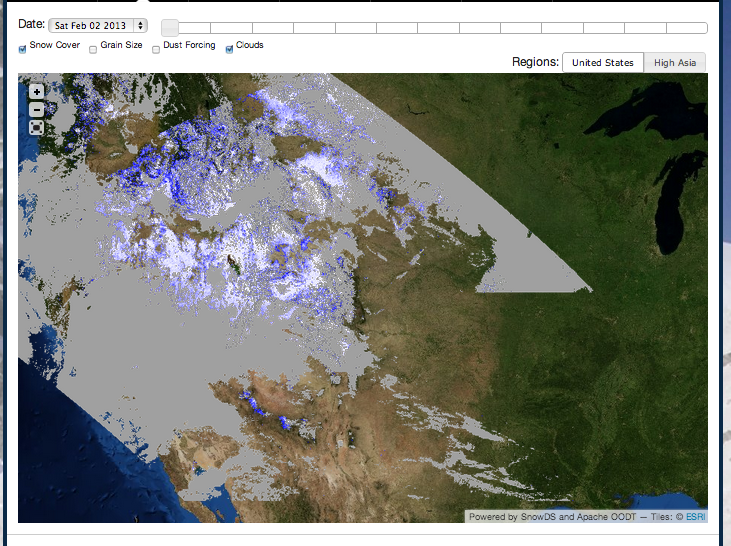 Date: Sat Feb 02 2013
Snow Cover Grain Size Dust Forcing Clouds
Regions: United States High Asia
+
−
Powered by SnowDS and Apache OODT — Tiles: © ESRI